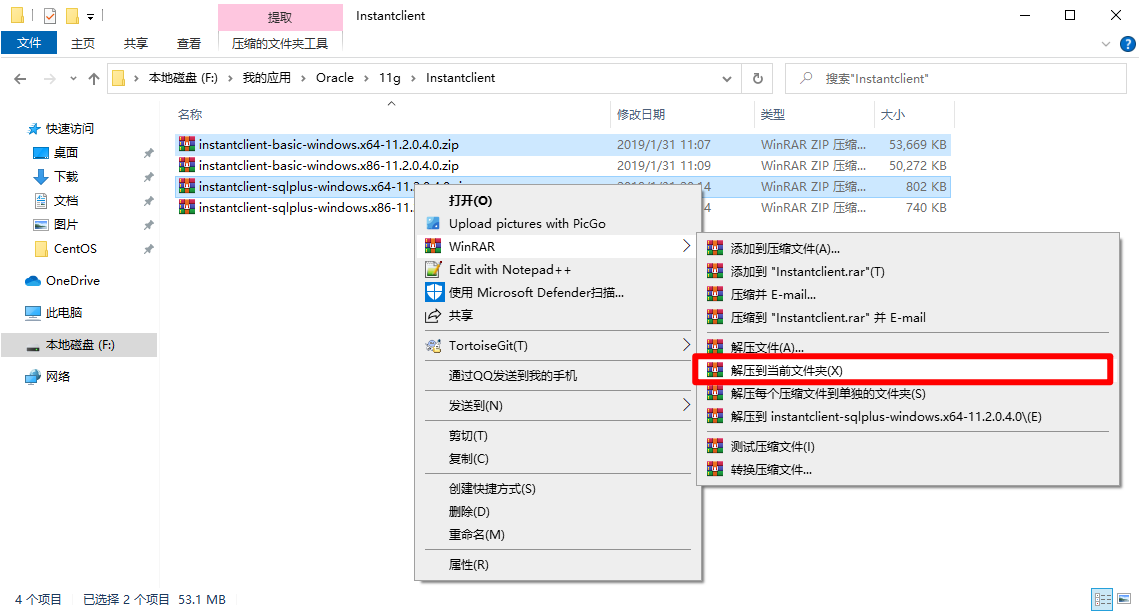 提取
Instantclient
文件
主页
共享
查看
压缩的文件夹工具
本地磁盘 (F:) › 我的应用 › Oracle › 11g › Instantclient
搜索"Instantclient"
快速访问
桌面
下载
文档
图片
CentOS
OneDrive
此电脑
本地磁盘 (F:)
网络
名称 修改日期 类型 大小
instantclient-basic-windows.x64-11.2.0.4.0.zip 2019/1/31 11:07 WinRAR ZIP 压缩... 53,669 KB
instantclient-basic-windows.x86-11.2.0.4.0.zip 2019/1/31 11:09 WinRAR ZIP 压缩... 50,272 KB
instantclient-sqlplus-windows.x64-11.2.0.4.0.zip WinRAR ZIP 压缩... 802 KB
instantclient-sqlplus-windows.x86-11. 4 WinRAR ZIP 压缩... 740 KB
打开(O)
Upload pictures with PicGo
WinRAR
Edit with Notepad++
使用 Microsoft Defender扫描...
共享
TortoiseGit(T)
通过QQ发送到我的手机
发送到(N)
剪切(T)
复制(C)
创建快捷方式(S)
删除(D)
重命名(M)
属性(R)
添加到压缩文件(A)...
添加到 "Instantclient.rar"(T)
压缩并 E-mail...
压缩到 "Instantclient.rar" 并 E-mail
解压文件(A)...
解压到当前文件夹(X)
解压每个压缩文件到单独的文件夹(S)
解压到 instantclient-sqlplus-windows.x64-11.2.0.4.0\(E)
测试压缩文件(I)
转换压缩文件...
4 个项目 已选择 2 个项目 53.1 MB